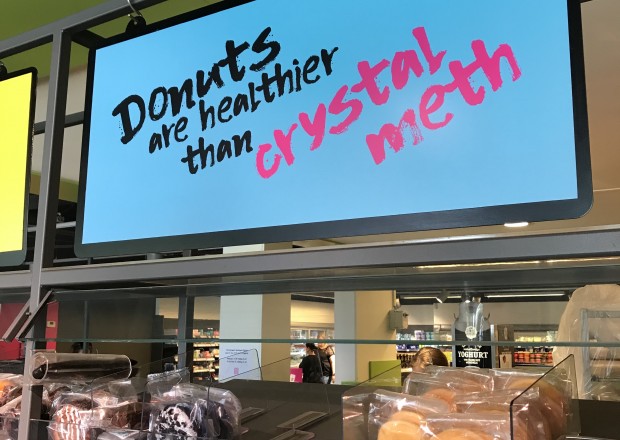 Donuts
are healthier
than crystal
meth
YOGHURT